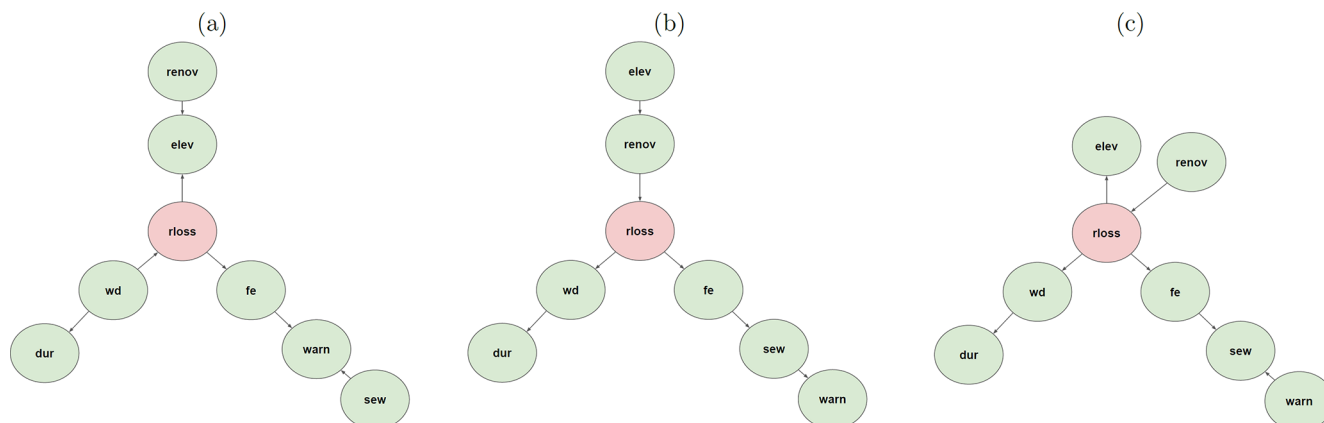 (a)
renov
elev
rloss
wd
fe
dur
warn
sew
(b)
elev
renov
rloss
wd
fe
dur
sew
warn
(c)
elev
renov
rloss
wd
fe
dur
sew
warn